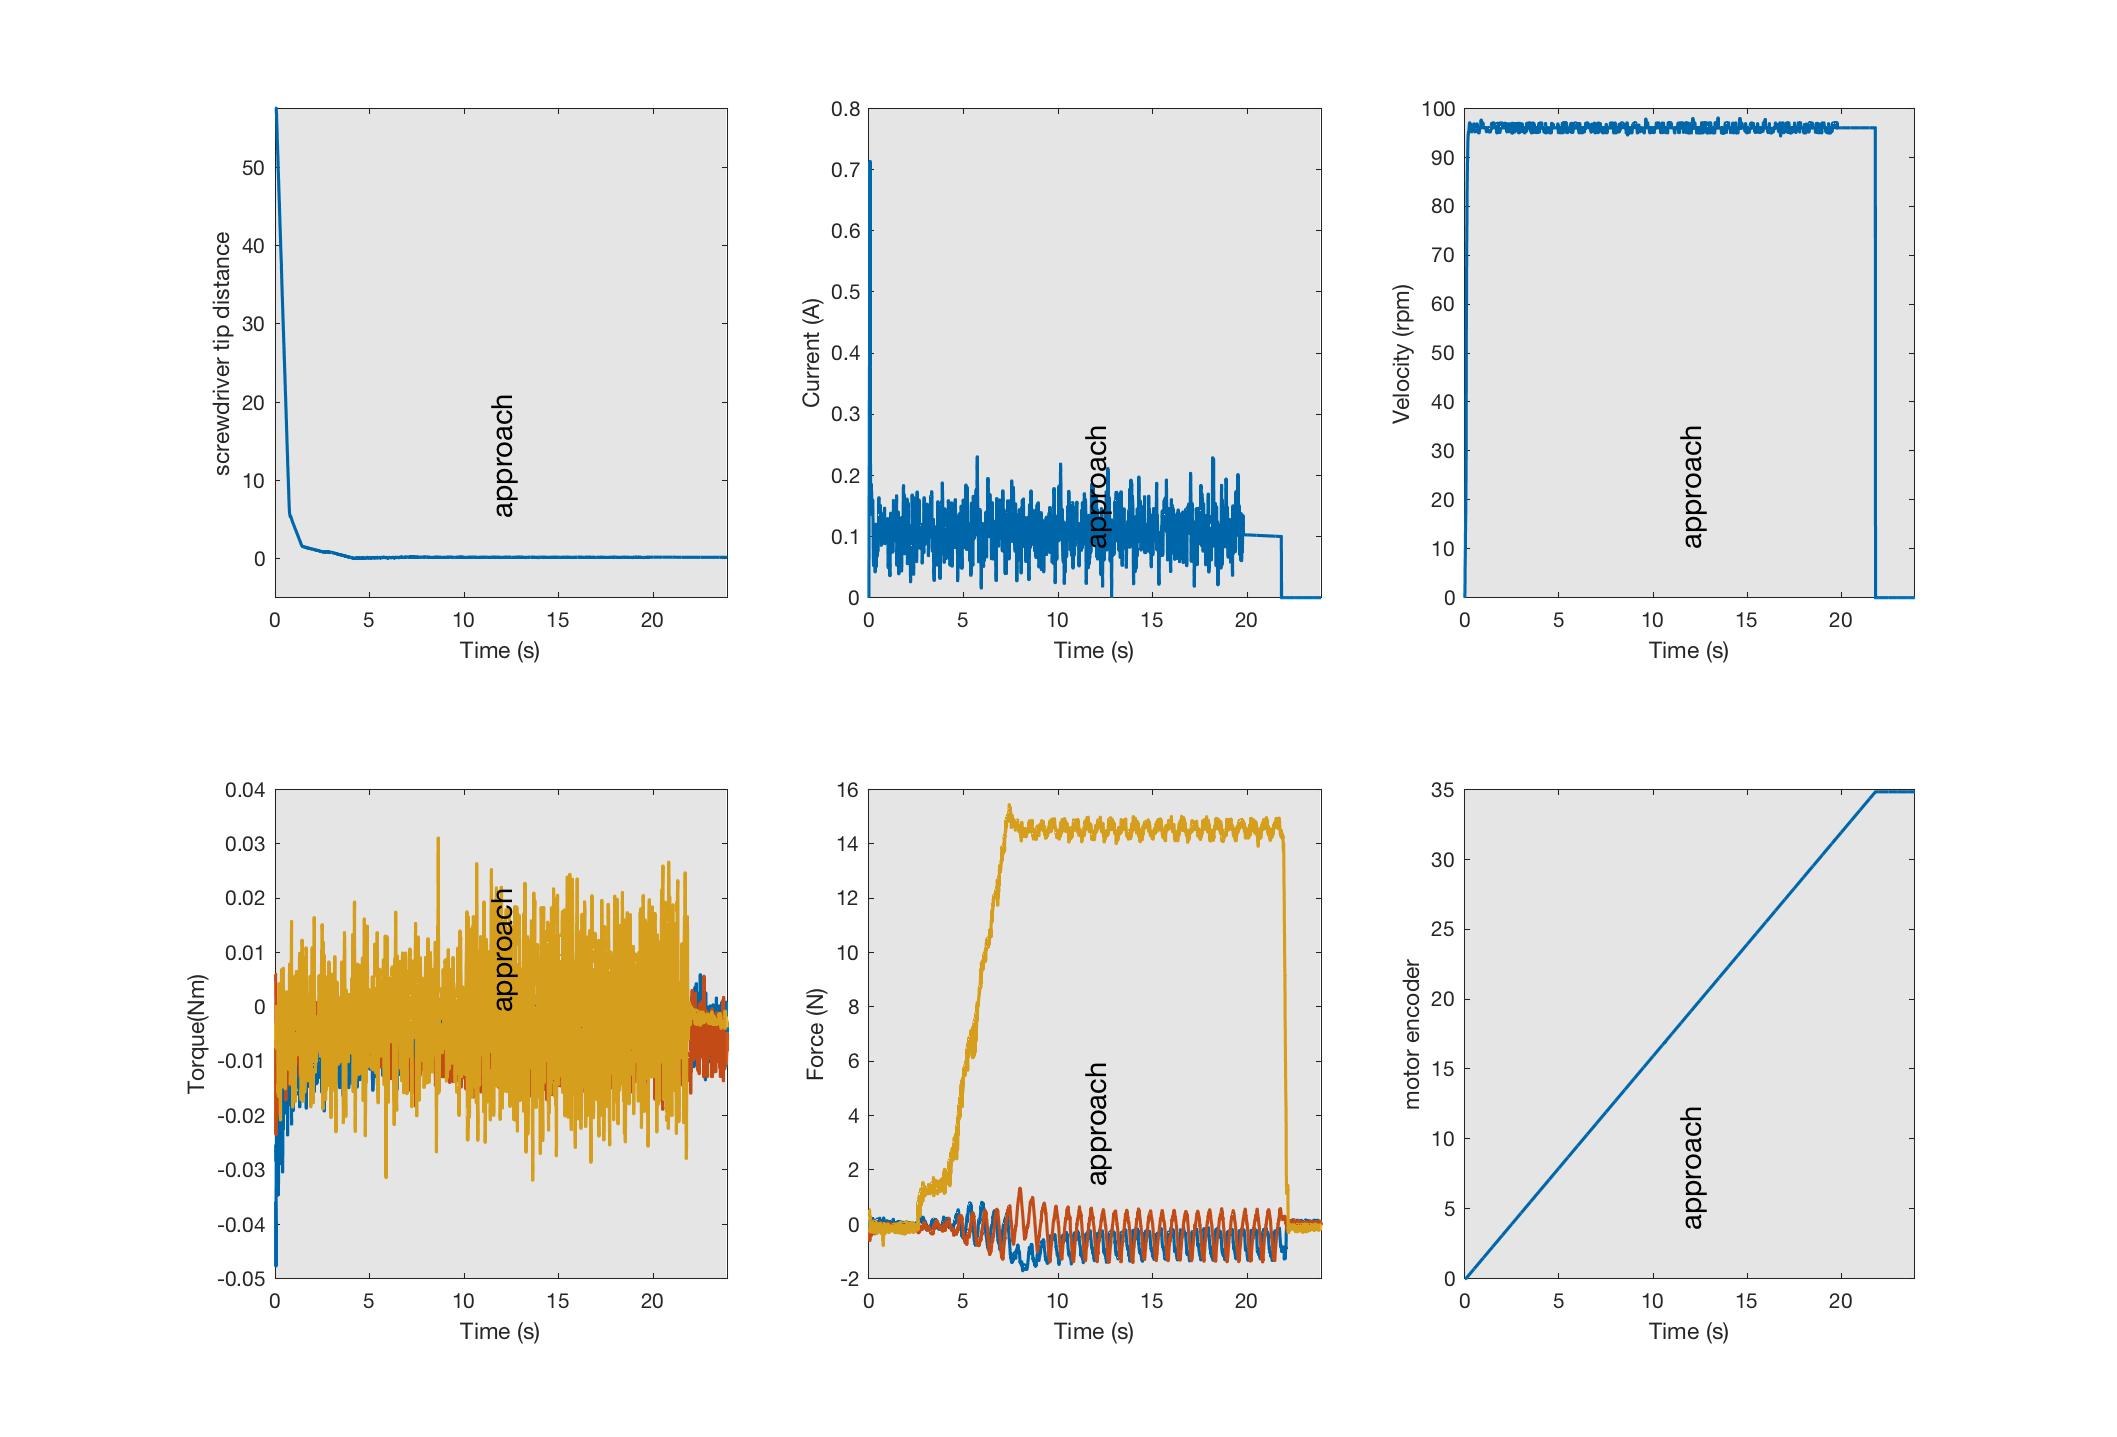 screwdriver tip distance
50
40
30
20
10
0
approach
0 5 10 15 20
Time (s)
Current (A)
0.8
0.7
0.6
0.5
0.4
0.3
0.2
0.1
0
approach
0 5 10 15 20
Time (s)
Velocity (rpm)
100
90
80
70
60
50
40
30
20
10
0
approach
0 5 10 15 20
Time (s)
Torque(Nm)
0.04
0.03
0.02
0.01
0
-0.01
-0.02
-0.03
-0.04
-0.05
approach
0 5 10 15 20
Time (s)
Force (N)
16
14
12
10
8
6
4
2
0
-2
approach
0 5 10 15 20
Time (s)
motor encoder
35
30
25
20
15
10
5
0
approach
0 5 10 15 20
Time (s)